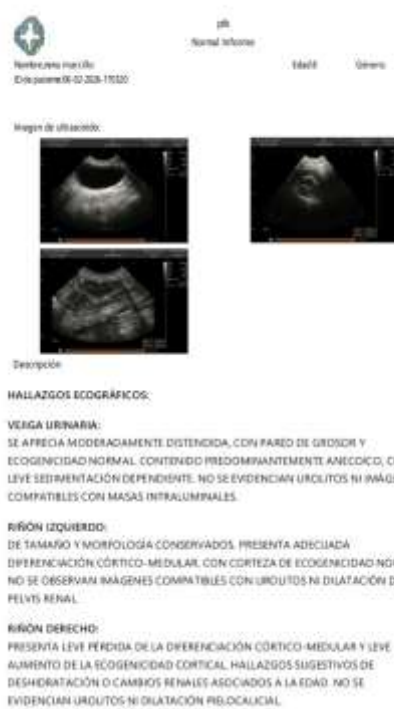 Normal Informe
Imagen de ultrasonido:
Descripción
HALLAZGOS ECOGRÁFICOS:
VEJIGA URINARIA:
SE APRECIA MODERADAMENTE DISTENDIDA, CON PARED DE GROSOR Y
ECOGENICIDAD NORMAL. CONTENIDO PREDOMINANTEMENTE ANECOICO, C
LEVE SEDIMENTACIÓN DEPENDIENTE. NO SE EVIDENCIAN UROLITOS NI IMÁG
COMPATIBLES CON MASAS INTRALUMINALES.
RIÑÓN IZQUIERDO:
DE TAMAÑO Y MORFOLOGÍA CONSERVADOS. PRESENTA ADECUADA
DIFERENCIACIÓN CÓRTICO-MEDULAR, CON CORTEZA DE ECOGENICIDAD NO
NO SE OBSERVAN IMÁGENES COMPATIBLES CON UROLITOS NI DILATACIÓN D
PELVIS RENAL.
RIÑÓN DERECHO:
PRESENTA LEVE PÉRDIDA DE LA DIFERENCIACIÓN CÓRTICO-MEDULAR Y LEVE
AUMENTO DE LA ECOGENICIDAD CORTICAL, HALLAZGOS SUGESTIVOS DE
DESHIDRATACIÓN O CAMBIOS RENALES ASOCIADOS A LA EDAD. NO SE
EVIDENCIAN UROLITOS NI DILATACIÓN PIELOCALICIAL.